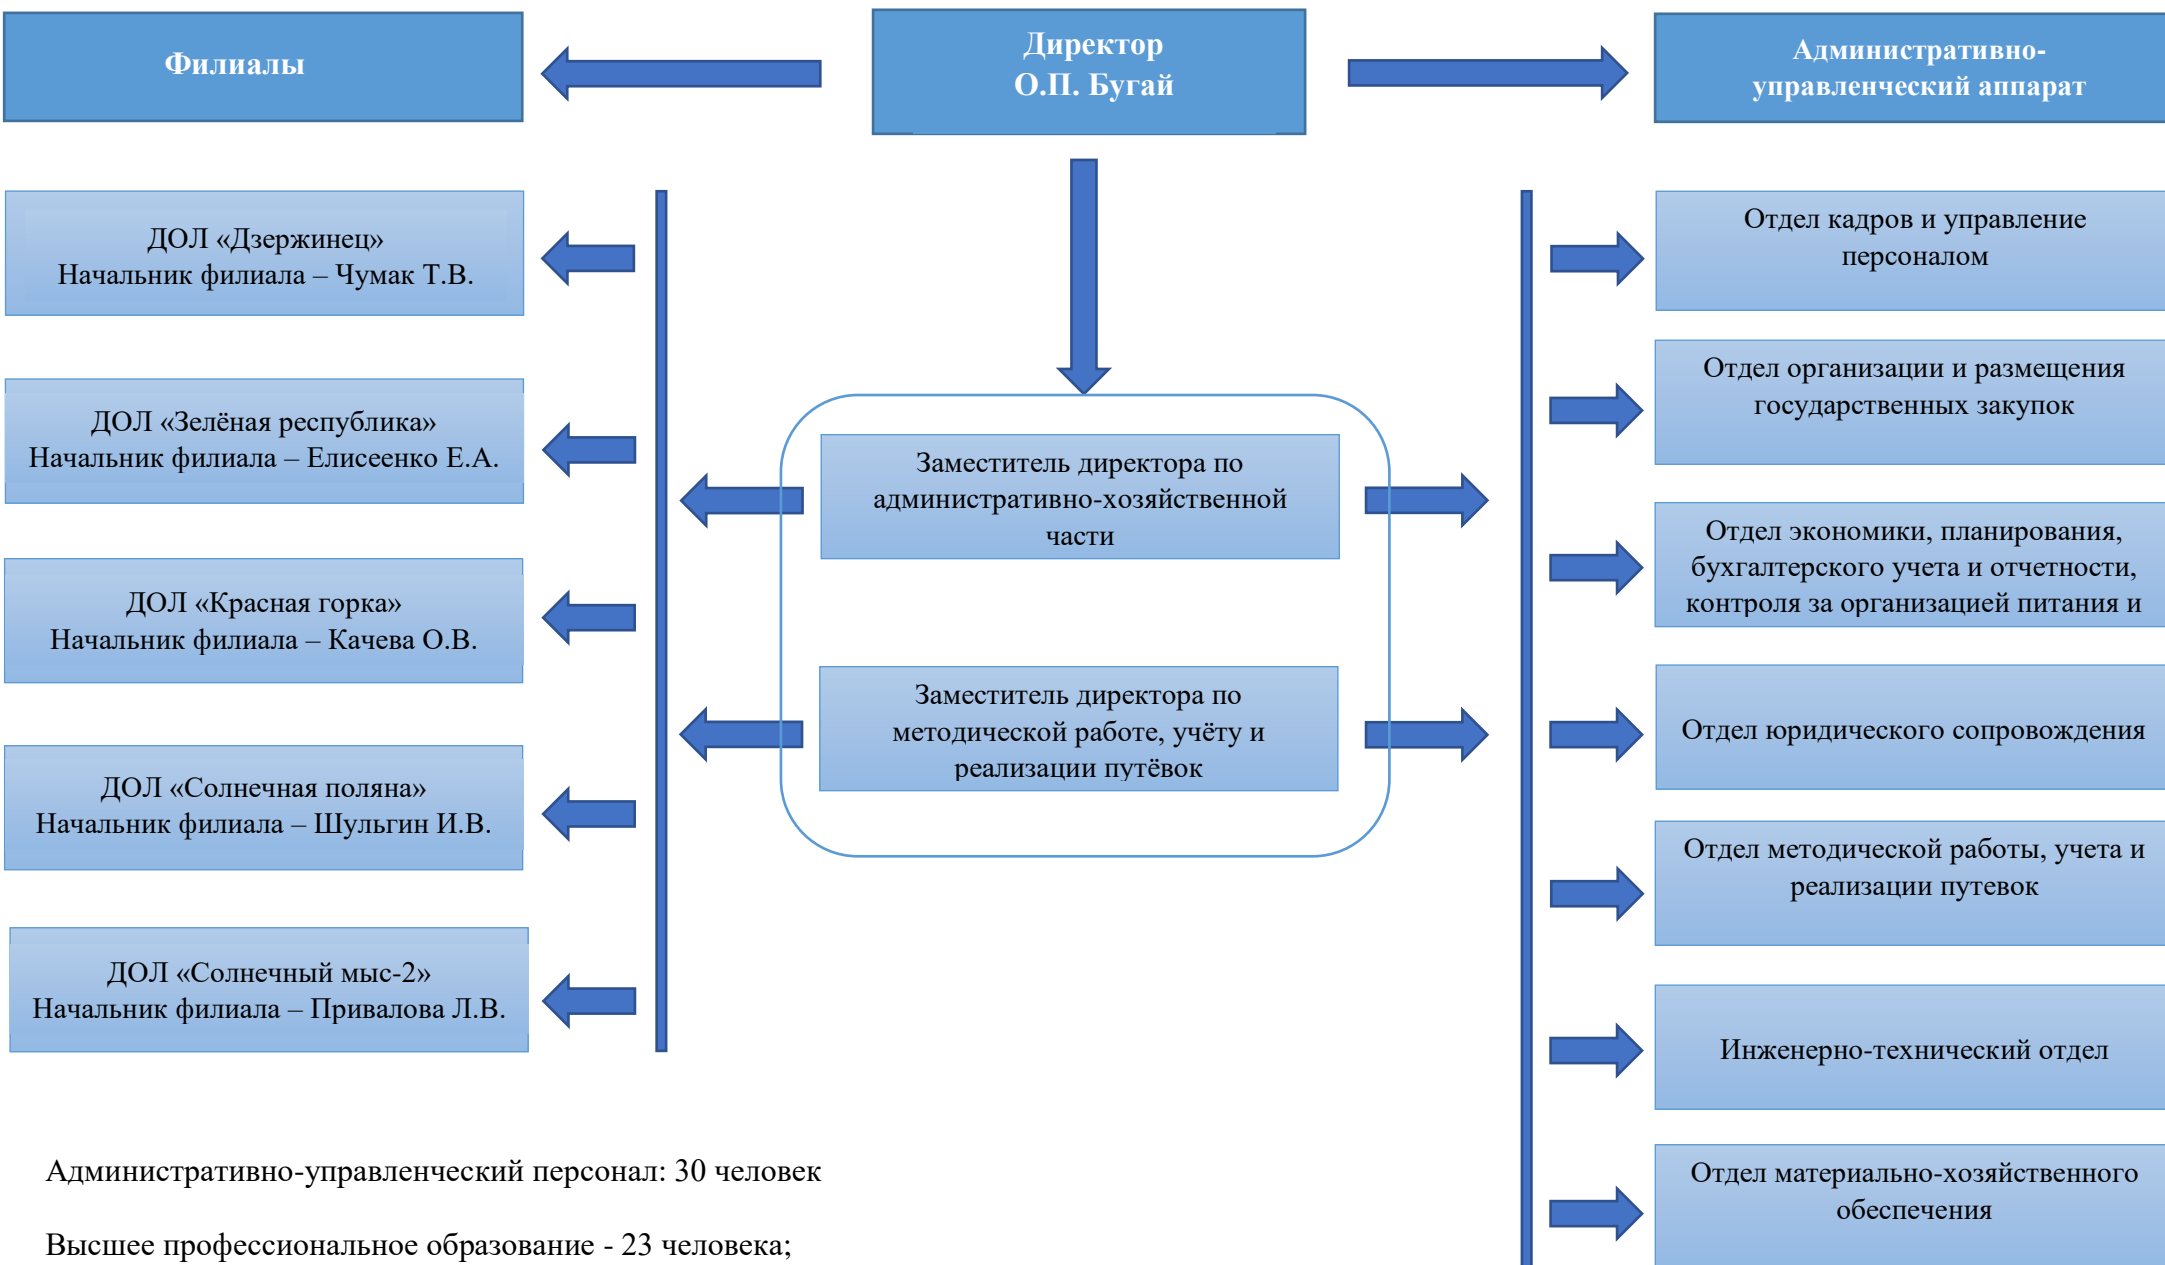 Филиалы
Директор
О.П. Бугай
Административно-
управленческий аппарат
ДОЛ «Дзержинец»
Начальник филиала – Чумак Т.В.
ДОЛ «Зелёная республика»
Начальник филиала – Елисеенко Е.А.
ДОЛ «Красная горка»
Начальник филиала – Качева О.В.
ДОЛ «Солнечная поляна»
Начальник филиала – Шульгин И.В.
ДОЛ «Солнечный мыс-2»
Начальник филиала – Привалова Л.В.
Заместитель директора по
административно-хозяйственной
части
Заместитель директора по
методической работе, учёту и
реализации путёвок
Отдел кадров и управление
персоналом
Отдел организации и размещения
государственных закупок
Отдел экономики, планирования,
бухгалтерского учета и отчетности,
контроля за организацией питания и
Отдел юридического сопровождения
Отдел методической работы, учета и
реализации путевок
Инженерно-технический отдел
Отдел материально-хозяйственного
обеспечения
Административно-управленческий персонал: 30 человек
Высшее профессиональное образование - 23 человека;